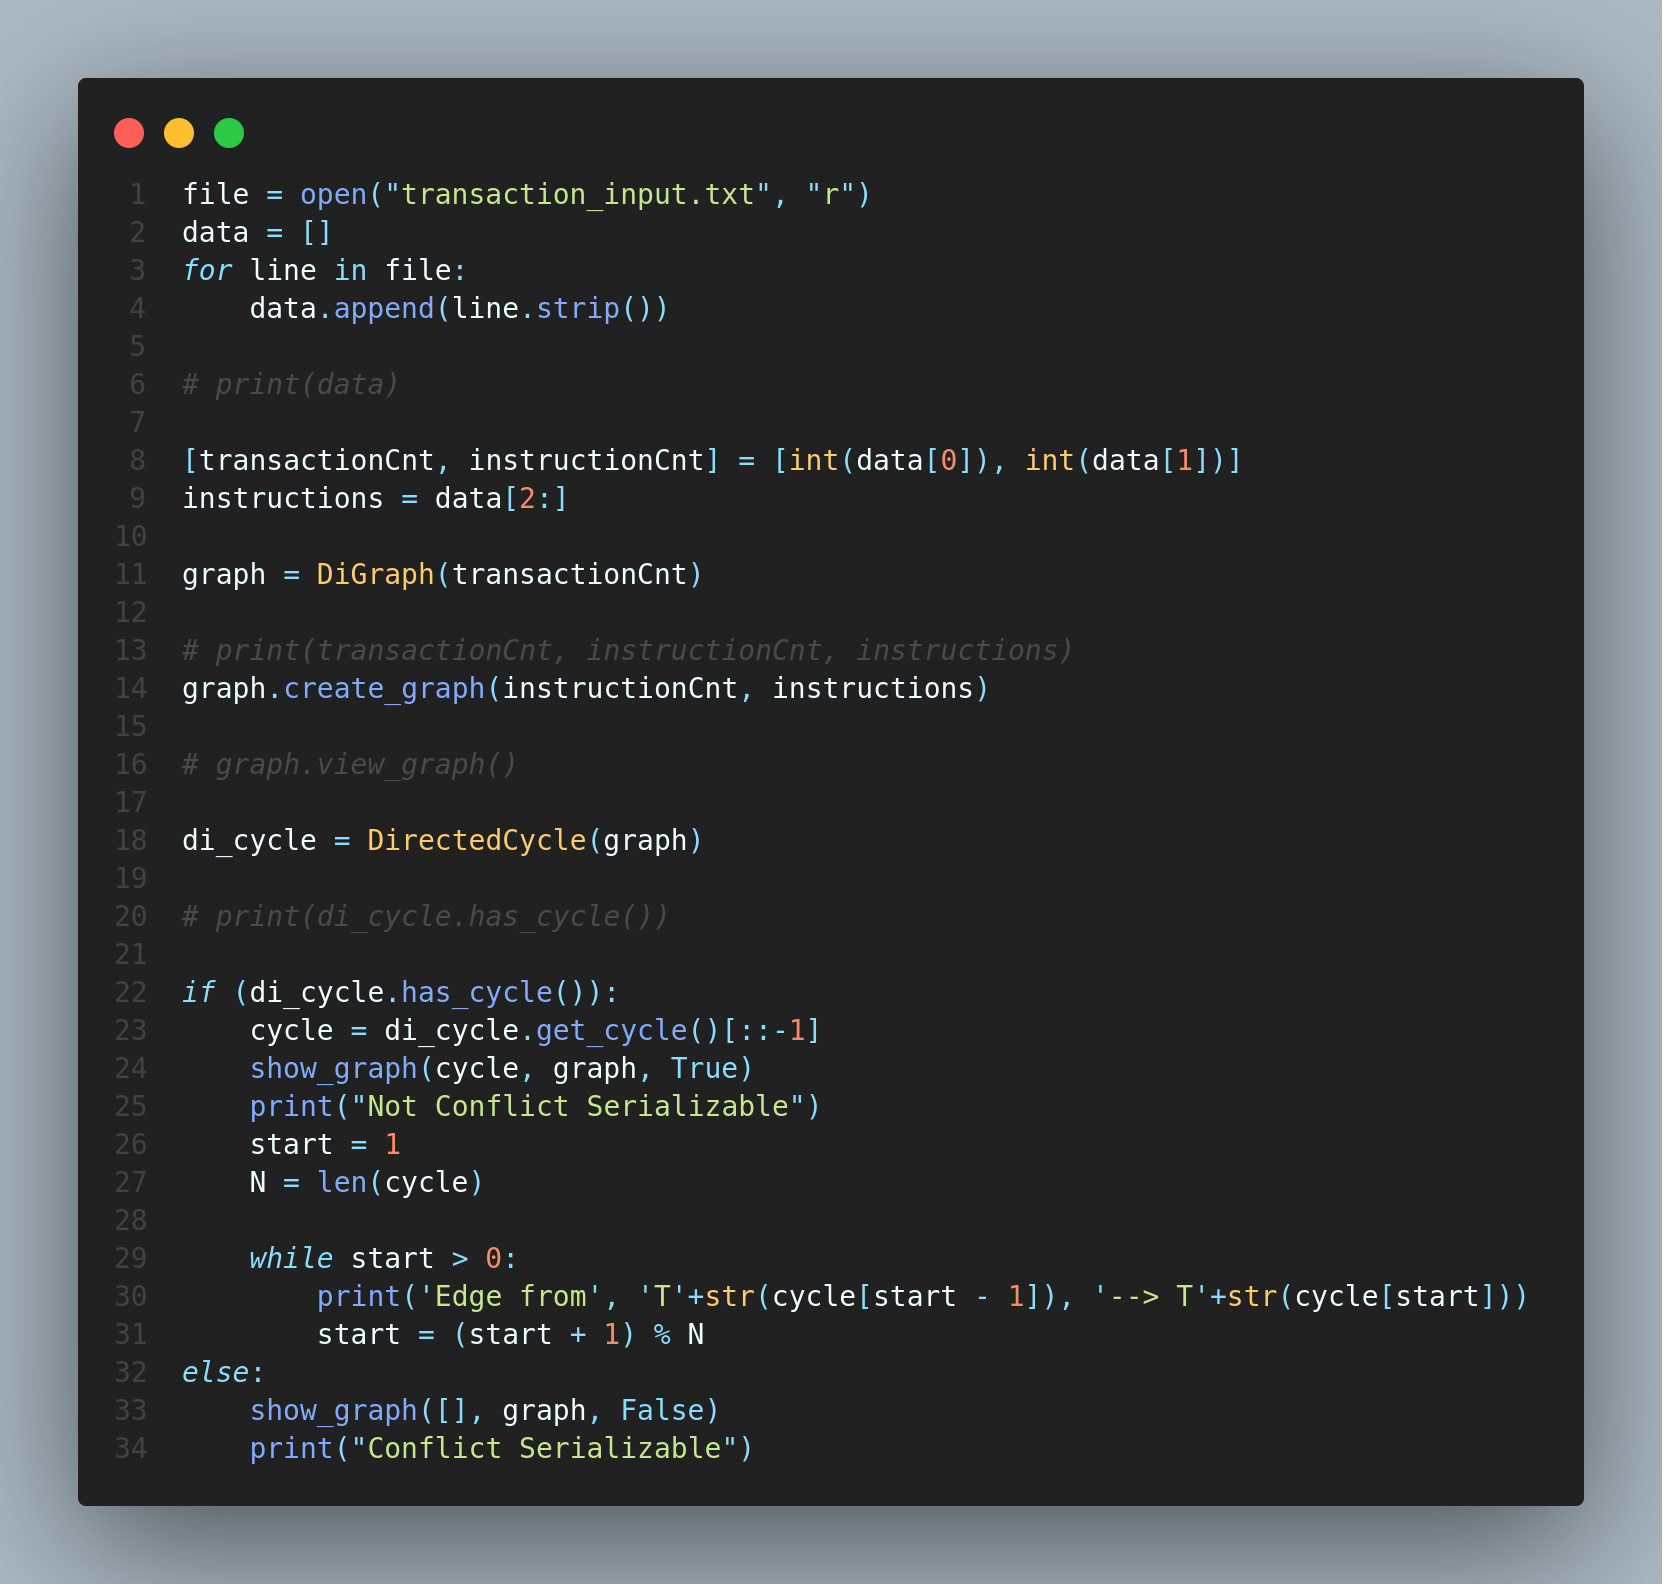 1 file = open("transaction_input.txt", "r")
2 data = []
3 for line in file:
4     data.append(line.strip())
5
6 # print(data)
7
8 [transactionCnt, instructionCnt] = [int(data[0]), int(data[1])]
9 instructions = data[2:]
10
11 graph = DiGraph(transactionCnt)
12
13 # print(transactionCnt, instructionCnt, instructions)
14 graph.create_graph(instructionCnt, instructions)
15
16 # graph.view_graph()
17
18 di_cycle = DirectedCycle(graph)
19
20 # print(di_cycle.has_cycle())
21
22 if (di_cycle.has_cycle()):
23     cycle = di_cycle.get_cycle()[::-1]
24     show_graph(cycle, graph, True)
25     print("Not Conflict Serializable")
26     start = 1
27     N = len(cycle)
28
29     while start > 0:
30         print('Edge from', 'T'+str(cycle[start - 1]), '--> T'+str(cycle[start]))
31         start = (start + 1) % N
32 else:
33     show_graph([], graph, False)
34     print("Conflict Serializable")